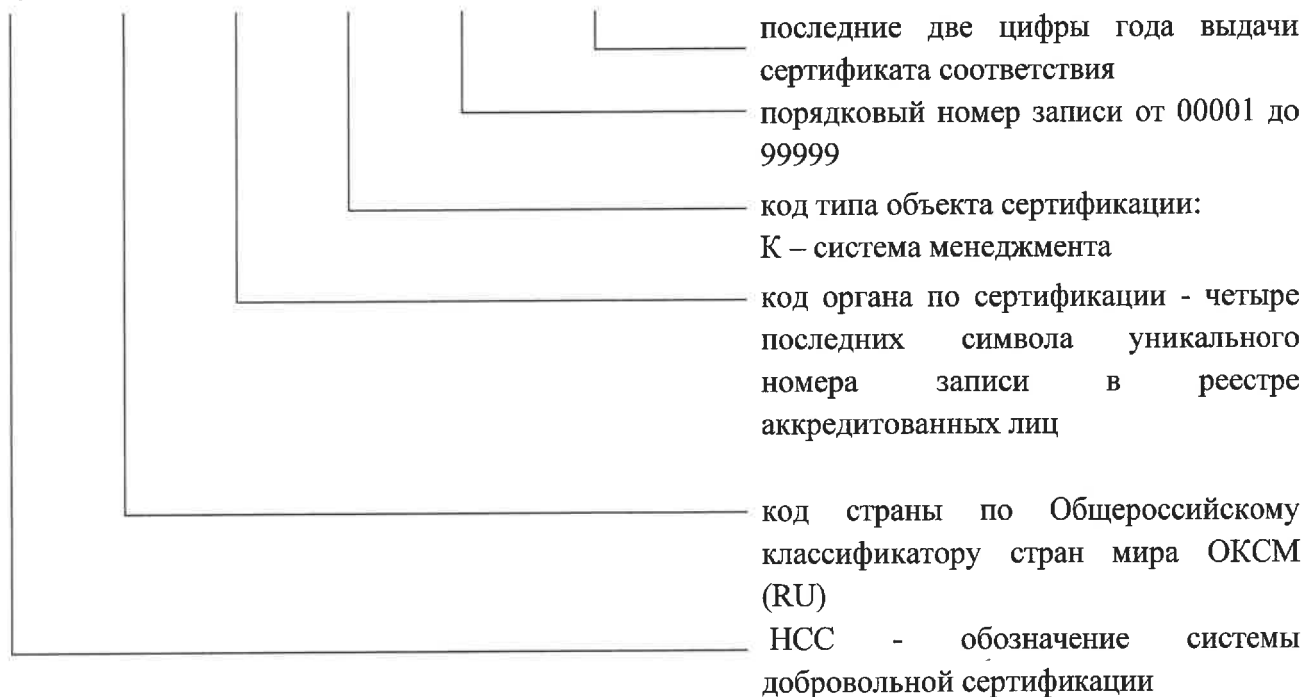 последние две цифры года выдачи
сертификата соответствия
порядковый номер записи от 00001 до
99999
код типа объекта сертификации:
К – система менеджмента
код органа по сертификации - четыре
последних символа уникального
номера записи в реестре
аккредитованных лиц
код страны по Общероссийскому
классификатору стран мира ОКСМ
(RU)
НСС - обозначение системы
добровольной сертификации